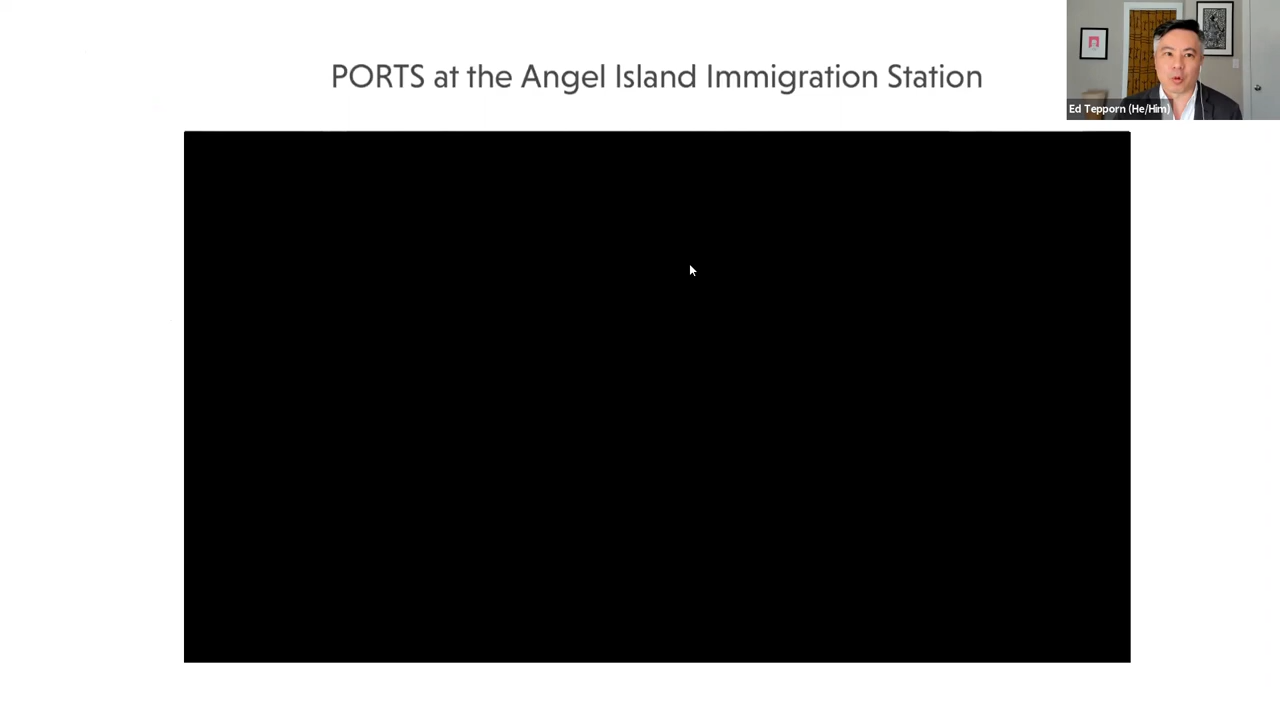 PORTS at the Angel Island Immigration Station
Ed Tepporn (He/Him)